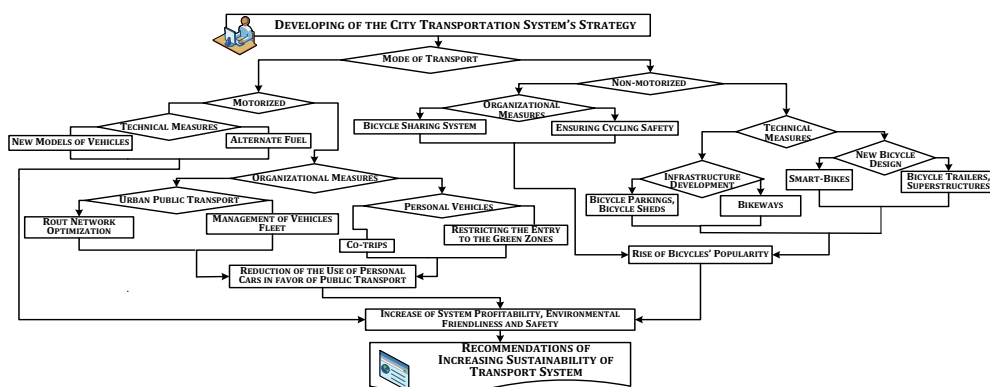 DEVELOPING OF THE CITY TRANSPORTATION SYSTEM'S STRATEGY
MODE OF TRANSPORT
NON-MOTORIZED
MOTORIZED
ORGANIZATIONAL
MEASURES
TECHNICAL MEASURES
BICYCLE SHARING SYSTEM
ENSURING CYCLING SAFETY
TECHNICAL
MEASURES
NEW MODELS OF VEHICLES
ALTERNATE FUEL
NEW BICYCLE
DESIGN
ORGANIZATIONAL MEASURES
INFRASTRUCTURE
DEVELOPMENT
SMART-BIKES
BICYCLE TRAILERS,
SUPERSTRUCTURES
URBAN PUBLIC TRANSPORT
PERSONAL VEHICLES
BICYCLE PARKINGS,
BICYCLE SHEDS
BIKEWAYS
ROUT NETWORK
OPTIMIZATION
MANAGEMENT OF VEHICLES
FLEET
CO-TRIPS
RESTRICTING THE
ENTRY TO THE GREEN ZONES
RISE OF BICYCLES' POPULARITY
REDUCTION OF THE USE OF PERSONAL
CARS IN FAVOR OF PUBLIC TRANSPORT
INCREASE OF SYSTEM PROFITABILITY, ENVIRONMENTAL
FRIENDLINESS AND SAFETY
RECOMMENDATIONS OF
INCREASING SUSTAINABILITY OF
TRANSPORT SYSTEM